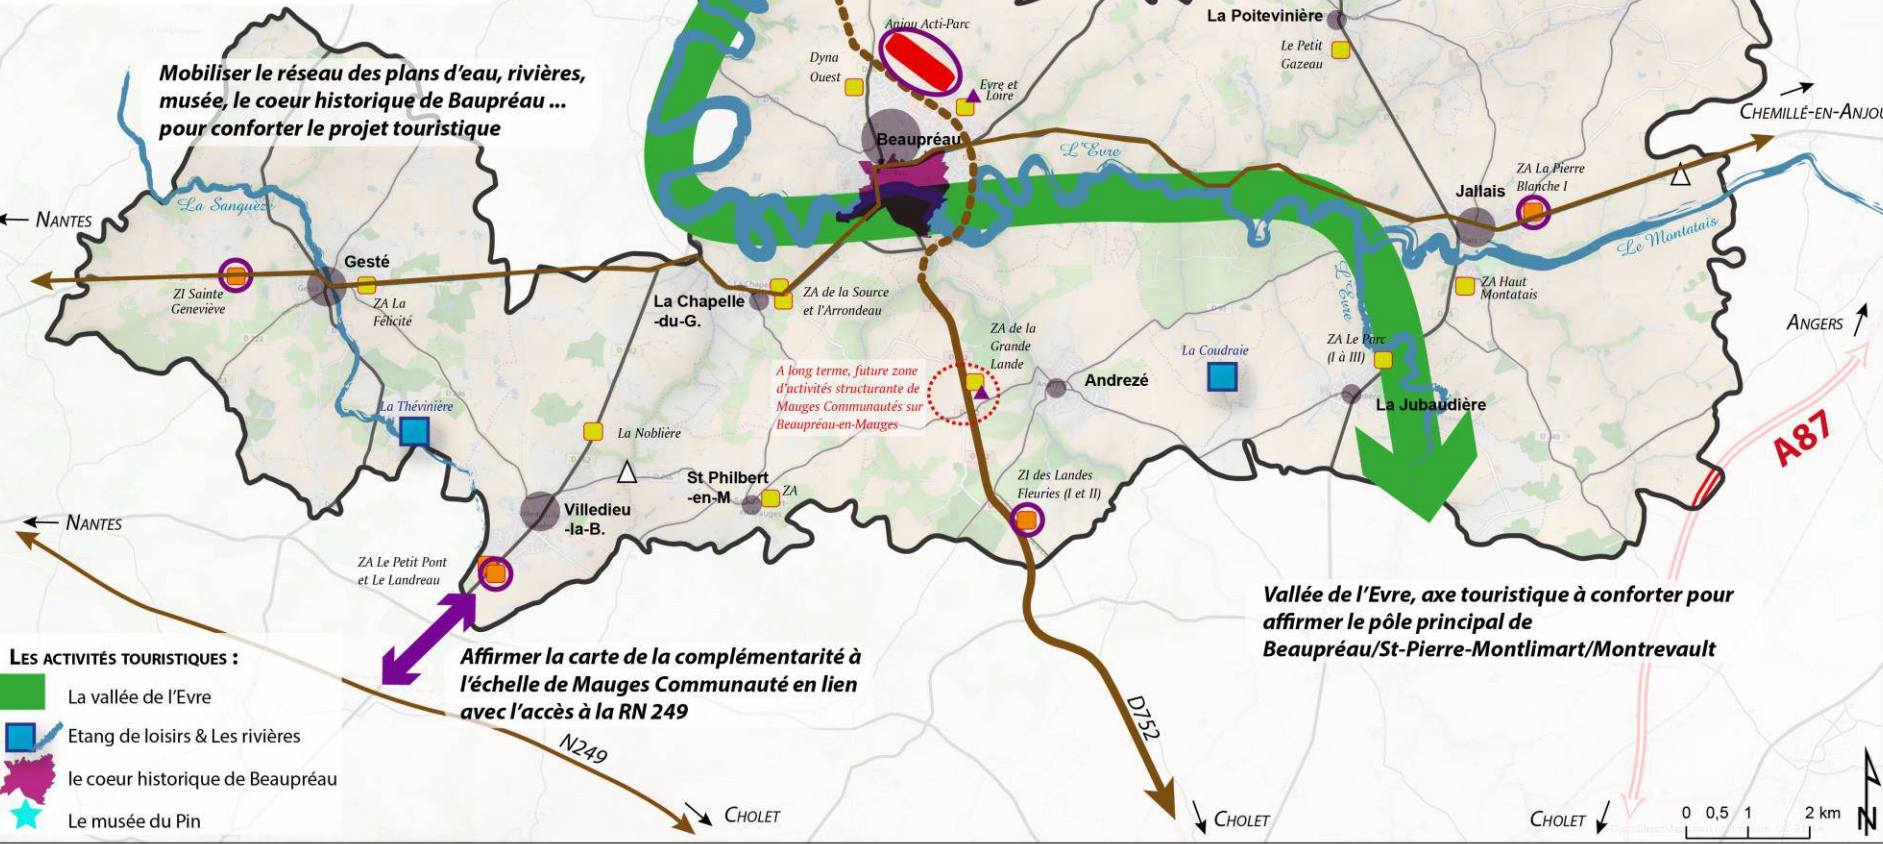 La Poitevinière
Anjou Acti-Parc
Le Petit
Gazeau
Dyna
Ouest
Mobiliser le réseau des plans d'eau, rivières,
musée, le coeur historique de Baupréau ...
pour conforter le projet touristique
Evre et
Loire
CHEMILLÉ-EN-ANJOU
Beaupréau
L'Evre
ZA La Pierre
Blanche I
Jallais
La Sanguèze
NANTES
Le Montatais
Gesté
ZI Sainte
Geneviève
ZA La
Félicité
La Chapelle
-du-G.
ZA de la Source
et l'Arrondeau
L'Evre
ZA Haut
Montatais
ANGERS
ZA de la
Grande
Lande
ZA Le Parc
(I à III)
La Coudraie
A long terme, future zone
d'activités structurante de
Mauges Communautés sur
Beaupréau-en-Mauges
Andrezé
La Jubaudière
La Thévinière
La Noblière
A87
St Philbert
-en-M
ZA
ZI des Landes
Fleuries (I et II)
Villedieu
-la-B.
NANTES
ZA Le Petit Pont
et Le Landreau
Vallée de l'Evre, axe touristique à conforter pour
affirmer le pôle principal de
Beaupréau/St-Pierre-Montlimart/Montrevault
Affirmer la carte de la complémentarité à
l'échelle de Mauges Communauté en lien
avec l'accès à la RN 249
LES ACTIVITÉS TOURISTIQUES :
La vallée de l'Evre
Etang de loisirs & Les rivières
le coeur historique de Beaupréau
Le musée du Pin
N249
D752
CHOLET
CHOLET
CHOLET
0 0,5 1 2 km
N